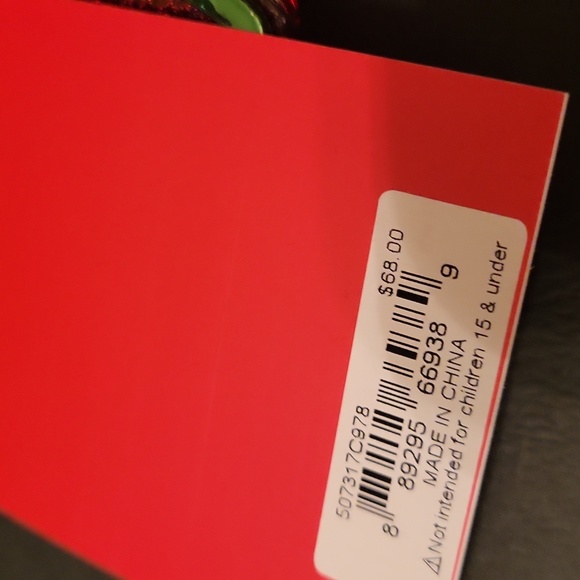 507317C978 $68.00
8 89295 66938 9
MADE IN CHINA
⚠Not intended for children 15 & under